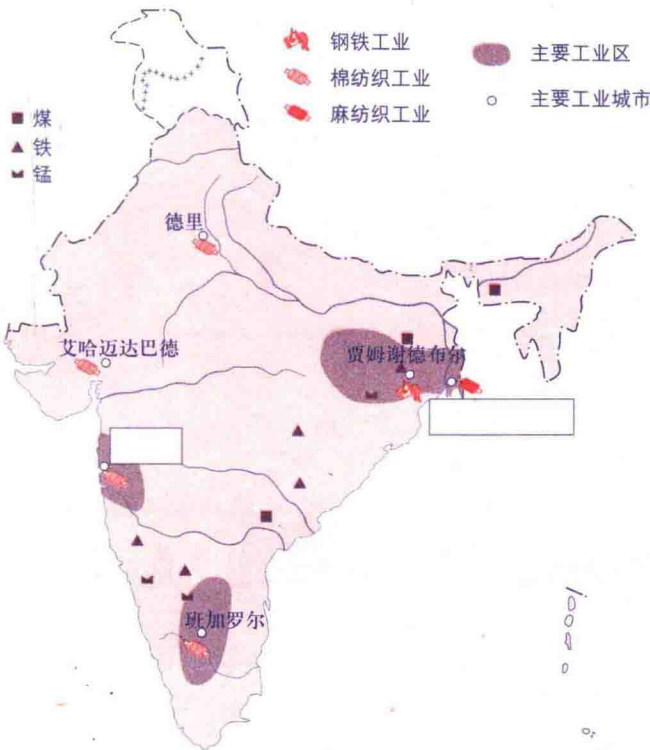 钢铁工业
棉纺织工业
麻纺织工业
主要工业区
主要工业城市
煤
铁
锰
德里
艾哈迈达巴德
贾姆谢德布尔
班加罗尔